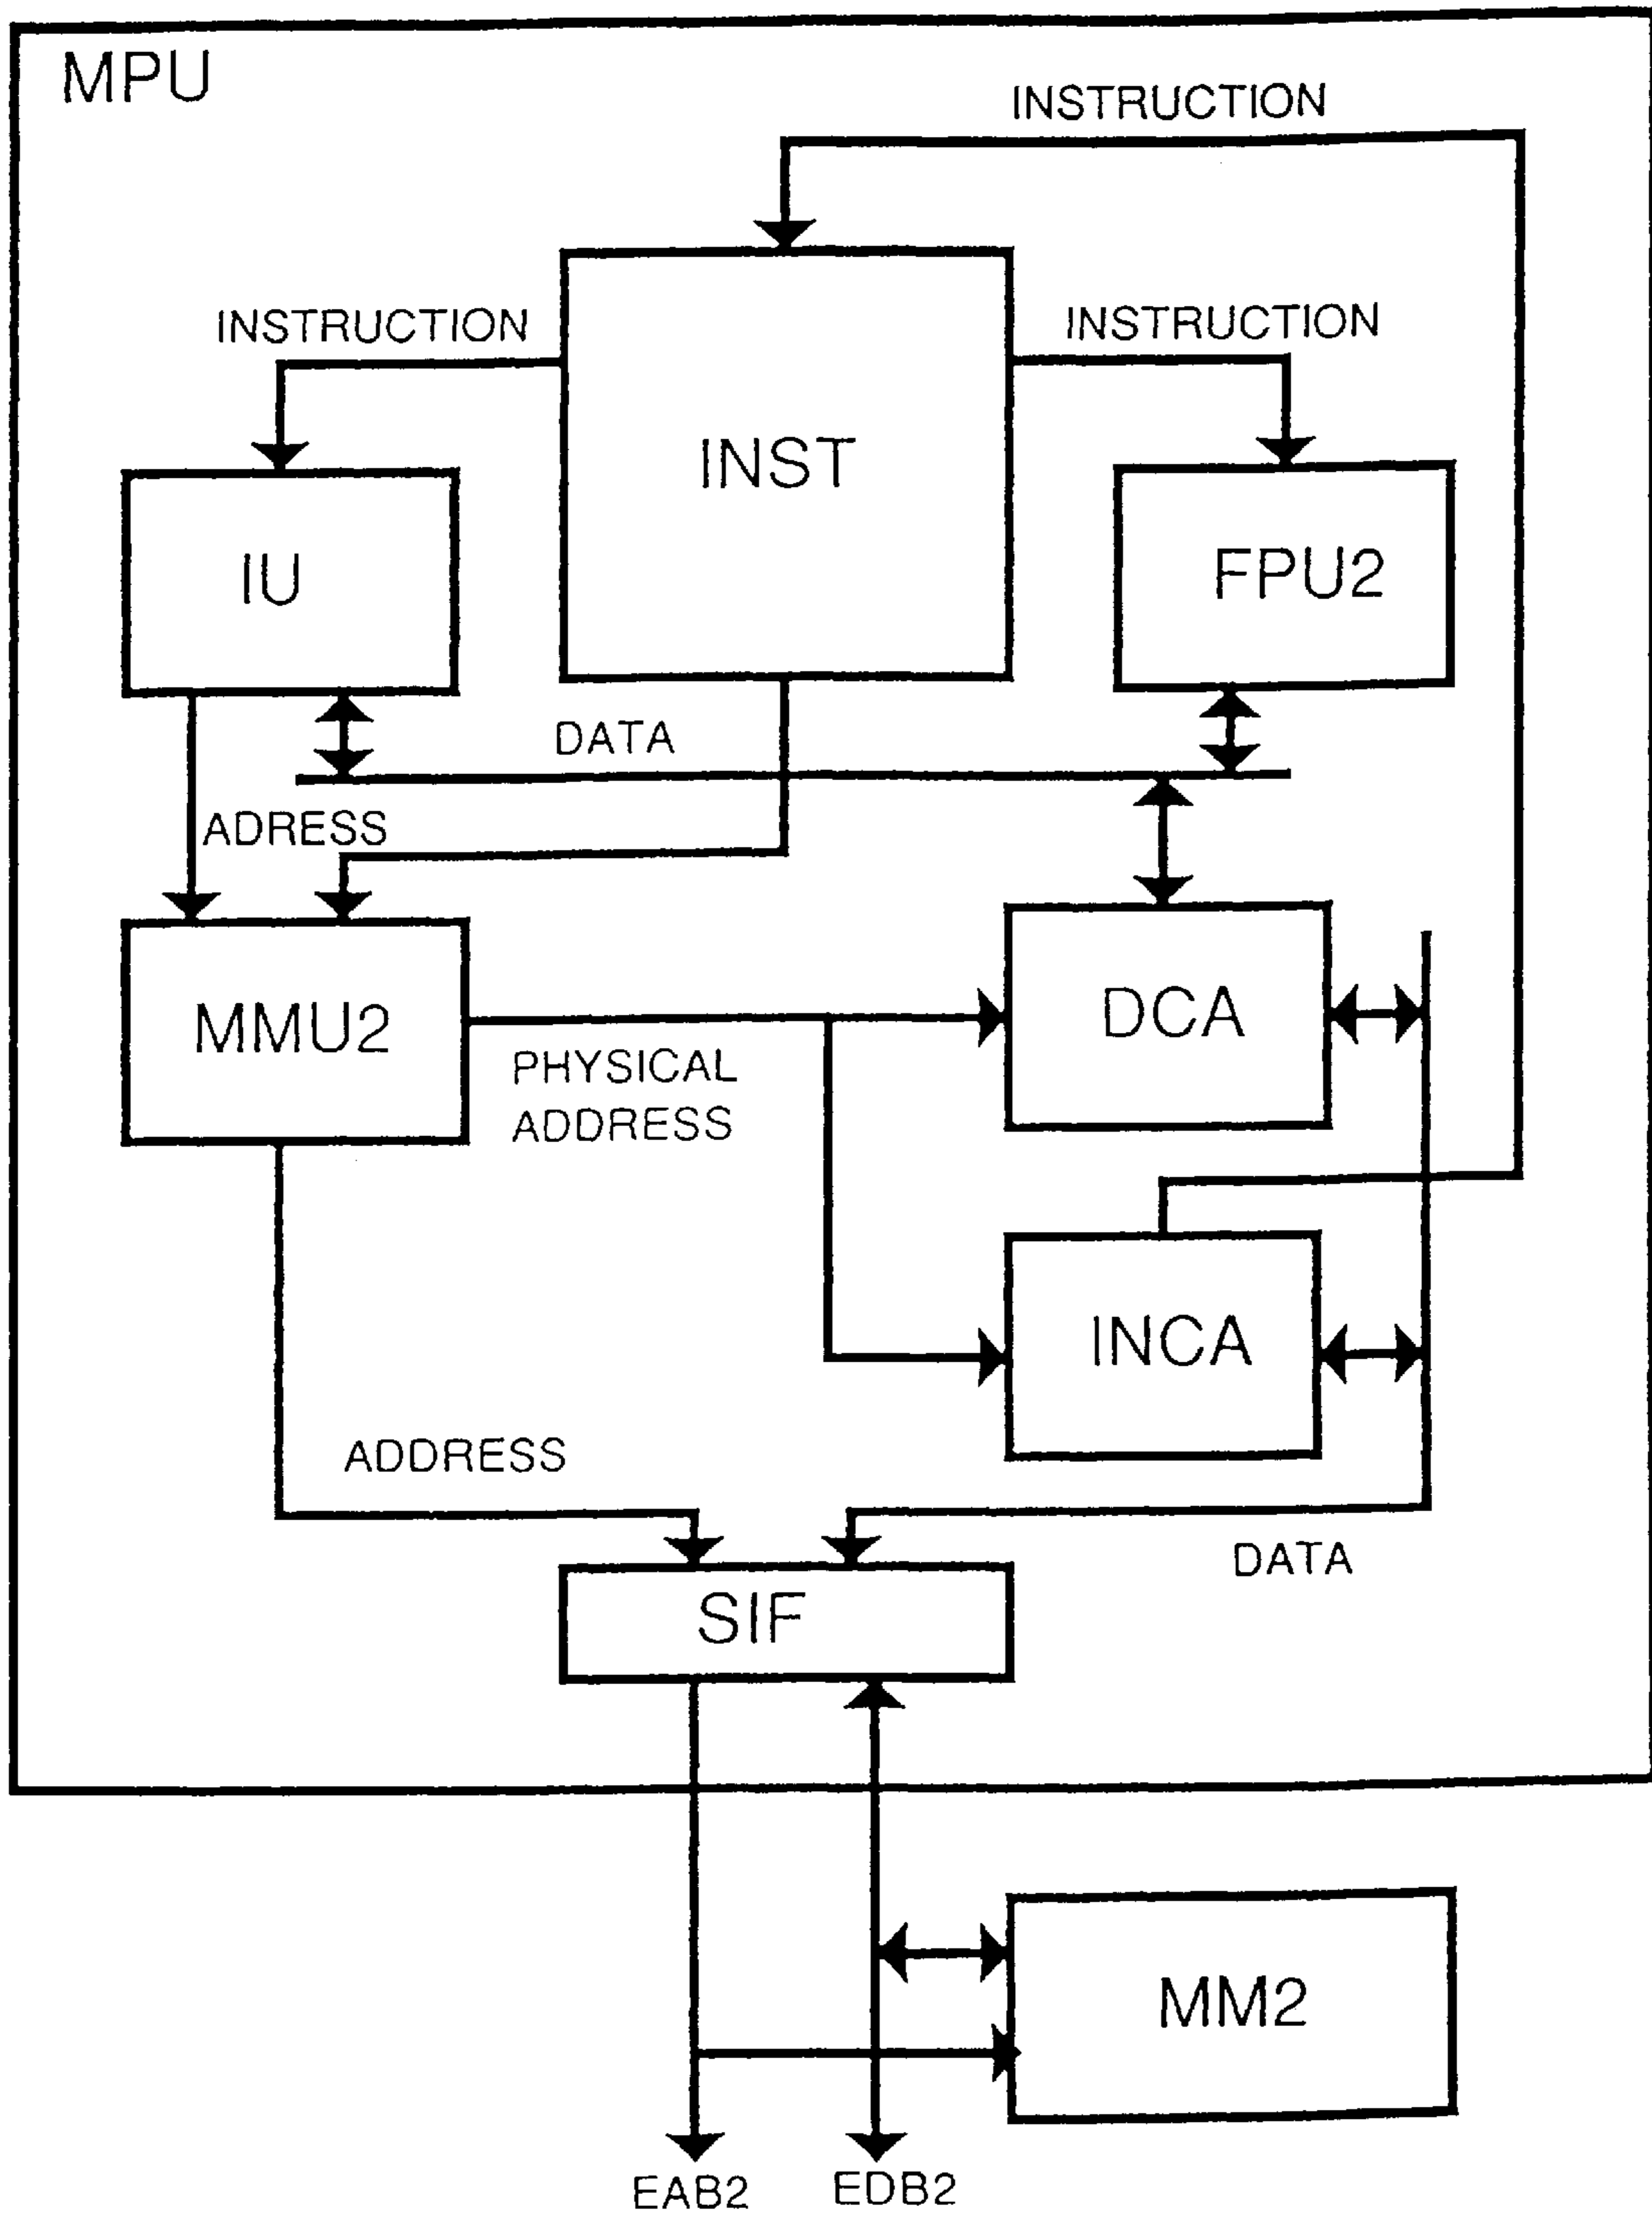 MPU
INSTRUCTION
INSTRUCTION
INSTRUCTION
INST
IU
FPU2
DATA
ADRESS
MMU2
DCA
PHYSICAL
ADDRESS
INCA
ADDRESS
DATA
SIF
MM2
EAB2
EDB2